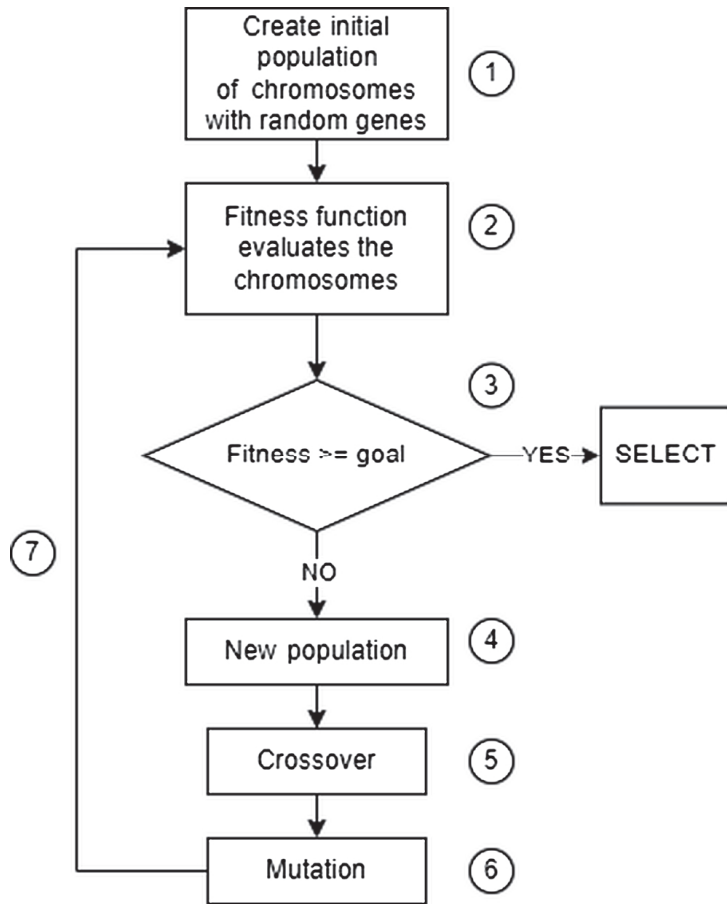 Create initial
population
of chromosomes
with random genes
1
Fitness function
evaluates the
chromosomes
2
3
Fitness >= goal
YES
SELECT
7
NO
New population
4
Crossover
5
Mutation
6